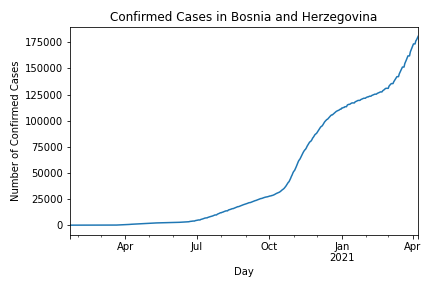 Confirmed Cases in Bosnia and Herzegovina
Number of Confirmed Cases
175000
150000
125000
100000
75000
50000
25000
0
Apr
Jul
Oct
Jan
2021
Apr
Day